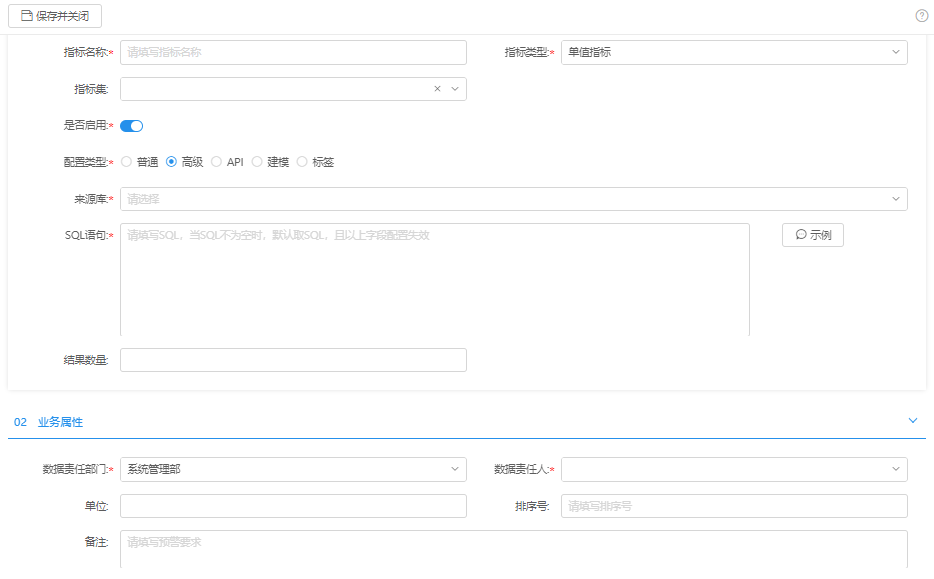 保存并关闭
指标名称:* 请填写指标名称 指标类型:* 单值指标
指标集:
是否启用:*
配置类型:* 普通 高级 API 建模 标签
来源库:* 请选择
SQL语句:* 请填写SQL，当SQL不为空时，默认取SQL，且以上字段配置失效 示例
结果数量:
02 业务属性
数据责任部门:* 系统管理部 数据责任人:*
单位: 排序号: 请填写排序号
备注: 请填写预警要求